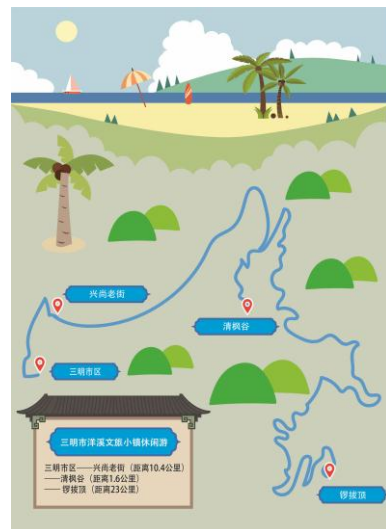 兴尚老街
清枫谷
三明市区
三明市洋溪文旅小镇休闲游
三明市区——兴尚老街（距离10.4公里）
——清枫谷（距离1.6公里）
——锣拔顶（距离23公里）
锣拔顶